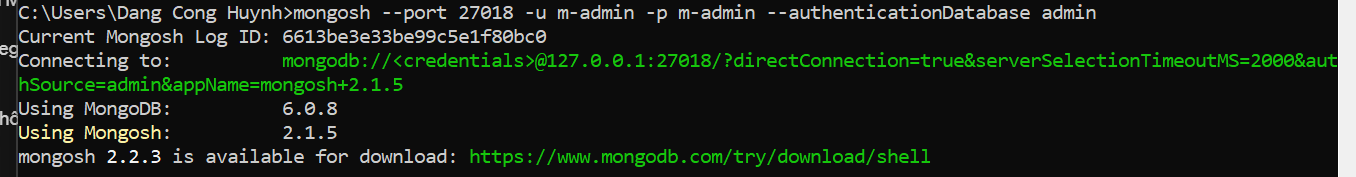 C:\Users\Dang Cong Huynh>mongosh --port 27018 -u m-admin -p m-admin --authenticationDatabase admin
Current Mongosh Log ID: 6613be3e33be99c5e1f80bc0
Connecting to: mongodb://<credentials>@127.0.0.1:27018/?directConnection=true&serverSelectionTimeoutMS=2000&aut
hSource=admin&appName=mongosh+2.1.5
Using MongoDB: 6.0.8
Using Mongosh: 2.1.5
mongosh 2.2.3 is available for download: https://www.mongodb.com/try/download/shell